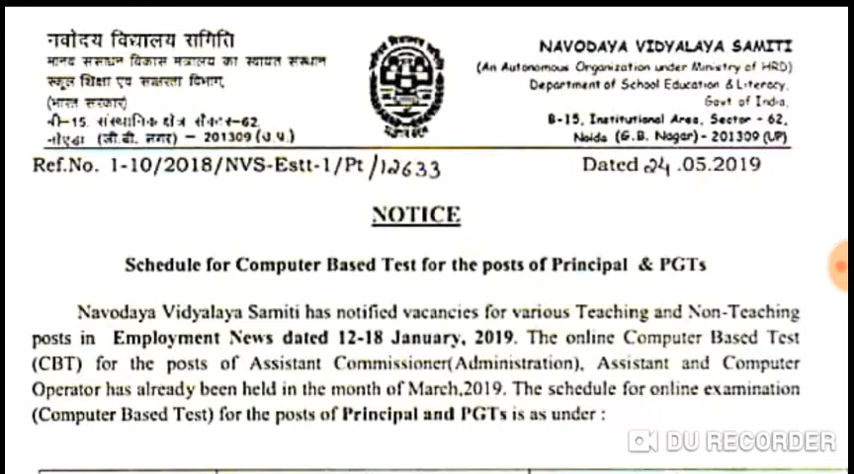 नवोदय विद्यालय समिति
मानव संसाधन विकास मंत्रालय का स्वायत्त संस्थान
स्कूल शिक्षा एवं साक्षरता विभाग,
(भारत सरकार)
बी-15, संस्थानिक क्षेत्र सेक्टर-62,
नोएडा (जी.बी. नगर) - 201309 (उ.प्र.)
NAVODAYA VIDYALAYA SAMITI
(An Autonomous Organization under Ministry of HRD)
Department of School Education & Literacy,
Govt of India,
B-15, Institutional Area, Sector - 62,
Noida (G.B. Nagar) - 201309 (UP)
Ref.No. 1-10/2018/NVS-Estt-1/Pt/12633 Dated 24.05.2019
NOTICE
Schedule for Computer Based Test for the posts of Principal & PGTs
Navodaya Vidyalaya Samiti has notified vacancies for various Teaching and Non-Teaching
posts in Employment News dated 12-18 January, 2019. The online Computer Based Test
(CBT) for the posts of Assistant Commissioner(Administration), Assistant and Computer
Operator has already been held in the month of March,2019. The schedule for online examination
(Computer Based Test) for the posts of Principal and PGTs is as under :
DU RECORDER